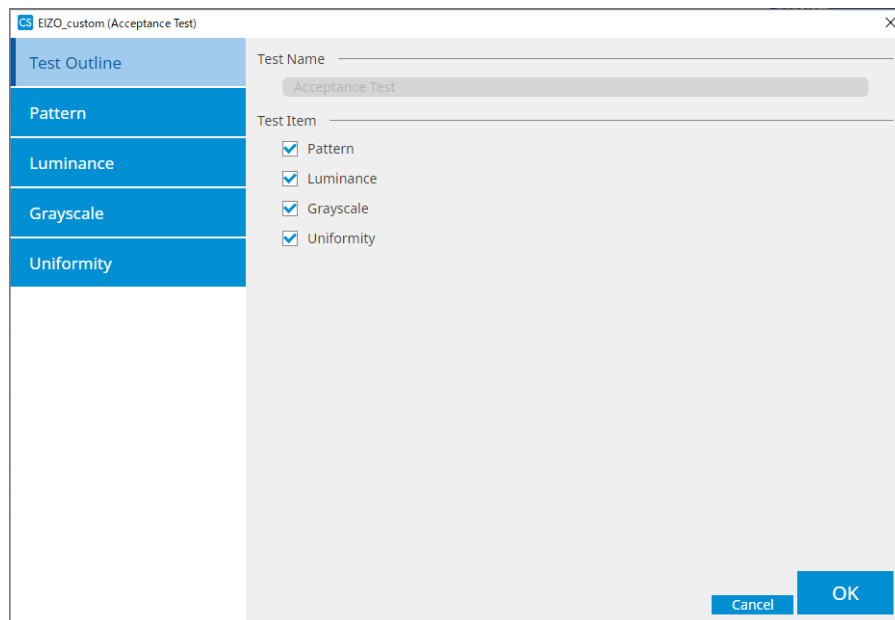 CS EIZO_custom (Acceptance Test)
Test Outline
Pattern
Luminance
Grayscale
Uniformity
Test Name
Acceptance Test
Test Item
Pattern
Luminance
Grayscale
Uniformity
Cancel
OK